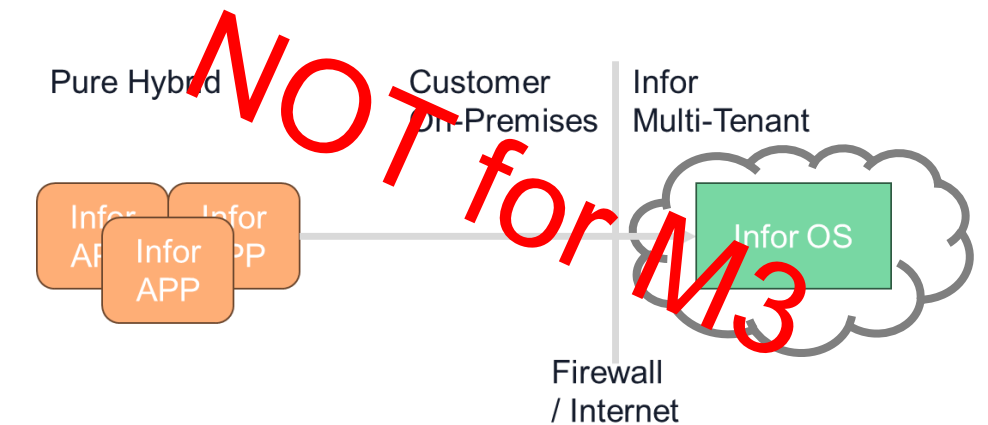 Pure Hybrid
Customer
On-Premises
Infor
Multi-Tenant
NOT for M3
Infor
APP
Infor
APP
Infor
APP
Infor OS
Firewall
/ Internet